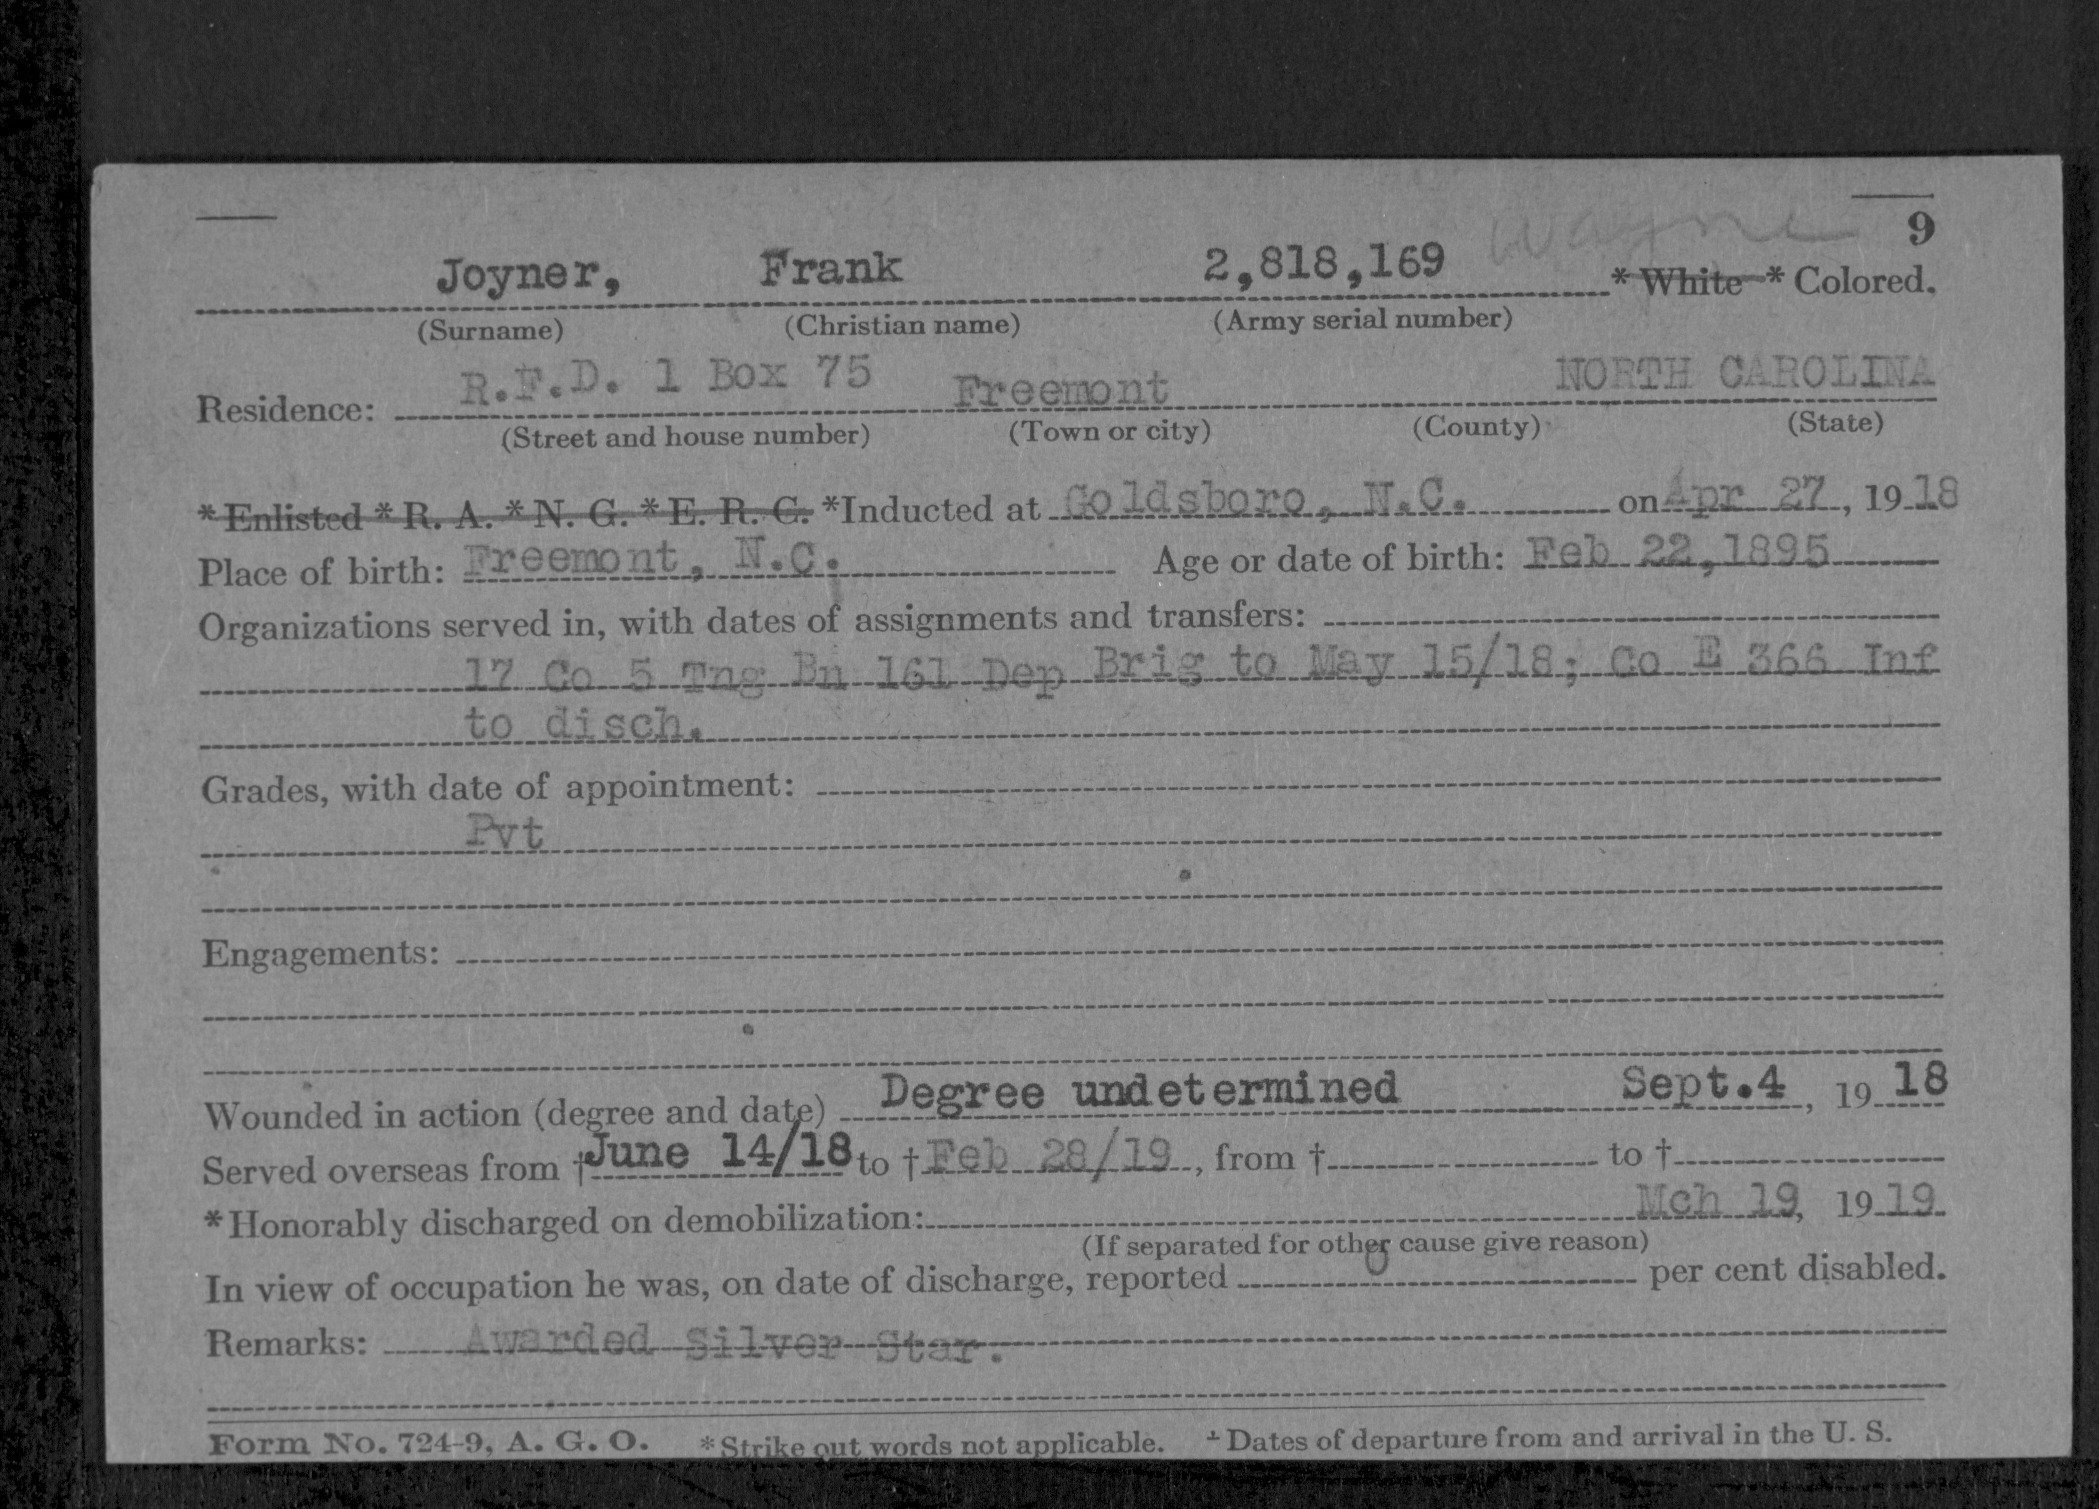 Wayne 9
Joyner, Frank 2,818,169 * White * Colored.
(Surname) (Christian name) (Army serial number)
R.F.D. 1 Box 75 Freemont NORTH CAROLINA
Residence:
(Street and house number) (Town or city) (County) (State)
* Enlisted * R. A. * N. G. * E. R. C. *Inducted at Goldsboro, N.C. on Apr 27, 19 18
Place of birth: Freemont, N.C. Age or date of birth: Feb 22,1895
Organizations served in, with dates of assignments and transfers:
17 Co 5 Tng Bn 161 Dep Brig to May 15/18; Co E 366 Inf
to disch.
Grades, with date of appointment:
Pvt
Engagements:
Wounded in action (degree and date) Degree undetermined Sept.4, 19 18
Served overseas from † June 14/18 to † Feb 28/19, from † to †
*Honorably discharged on demobilization: Mch 19, 19 19
(If separated for other cause give reason)
In view of occupation he was, on date of discharge, reported 0 per cent disabled.
Remarks: Awarded Silver Star.
Form No. 724-9, A. G. O. *Strike out words not applicable. † Dates of departure from and arrival in the U. S.